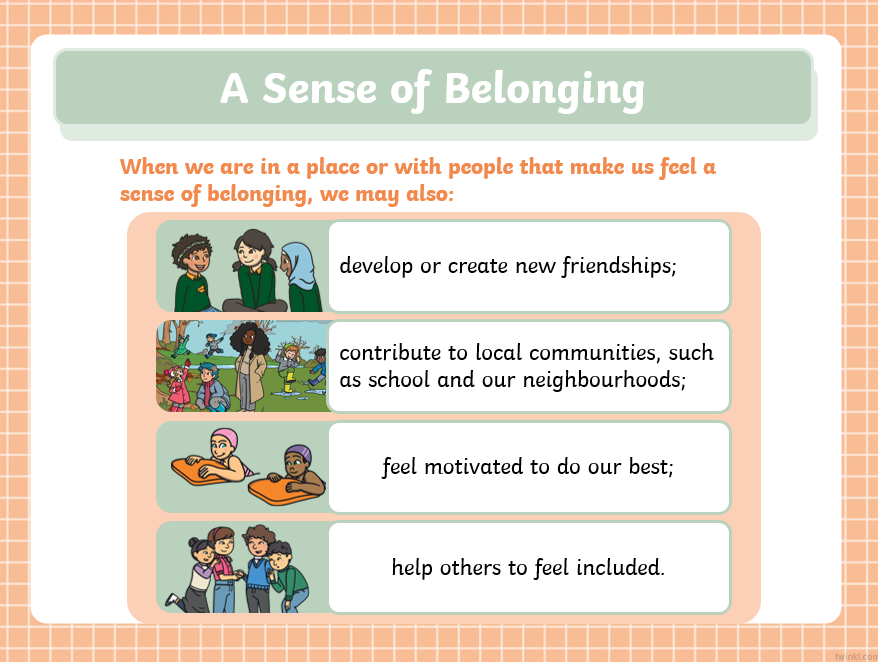 A Sense of Belonging
When we are in a place or with people that make us feel a
sense of belonging, we may also:
develop or create new friendships;
contribute to local communities, such
as school and our neighbourhoods;
feel motivated to do our best;
help others to feel included.
twinkl.com